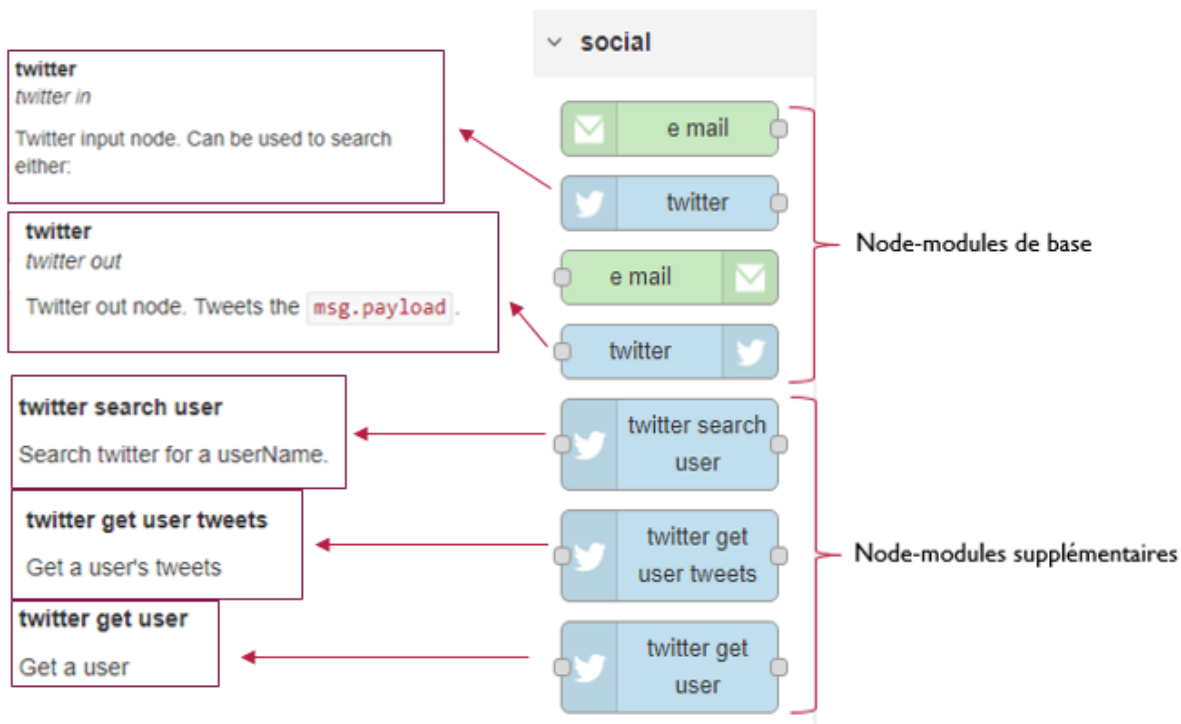 social
twitter
twitter in
Twitter input node. Can be used to search
either:
twitter
twitter out
Twitter out node. Tweets the msg.payload.
twitter search user
Search twitter for a userName.
twitter get user tweets
Get a user's tweets
twitter get user
Get a user
e mail
twitter
e mail
twitter
twitter search
user
twitter get
user tweets
twitter get
user
Node-modules de base
Node-modules supplémentaires